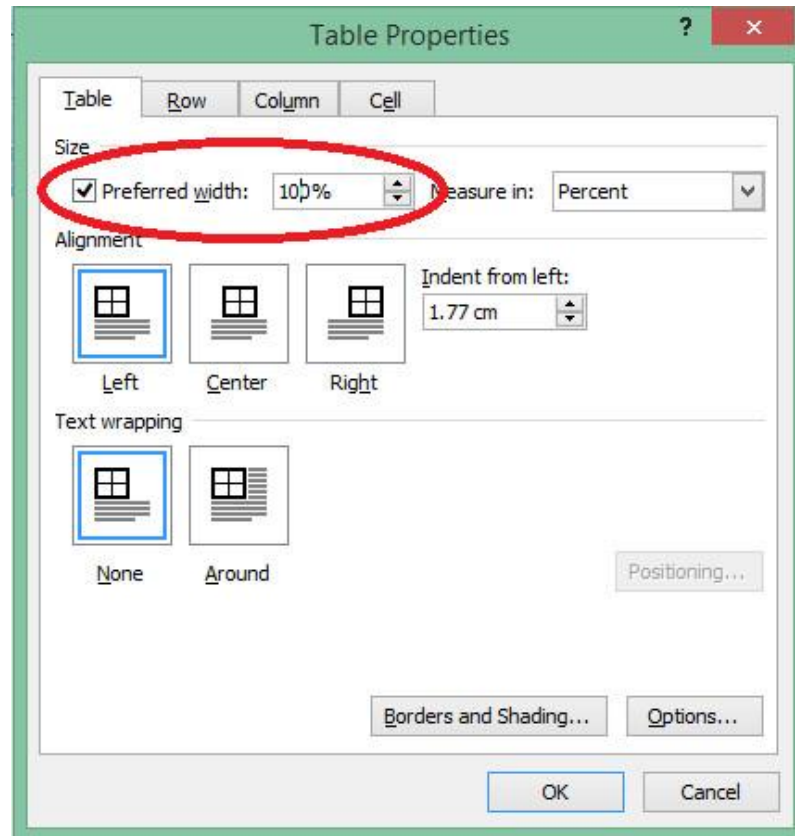 Table Properties ? ×
Table Row Column Cell
Size
Preferred width: 100% Measure in: Percent
Alignment
Indent from left:
1.77 cm
Left Center Right
Text wrapping
None Around
Positioning...
Borders and Shading... Options...
OK Cancel